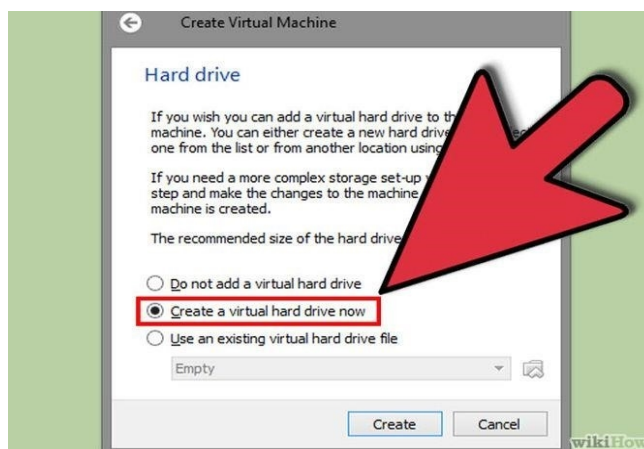 Create Virtual Machine
Hard drive
If you wish you can add a virtual hard drive to th
machine. You can either create a new hard drive
one from the list or from another location using
If you need a more complex storage set-up
step and make the changes to the machine
machine is created.
The recommended size of the hard drive
Do not add a virtual hard drive
Create a virtual hard drive now
Use an existing virtual hard drive file
Empty
Create Cancel
wikiHow